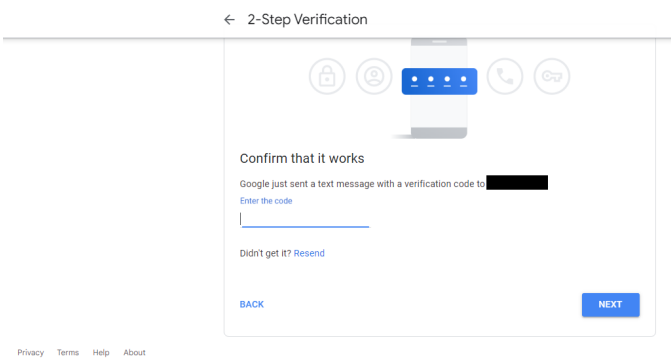 2-Step Verification
Confirm that it works
Google just sent a text message with a verification code to
Enter the code
Didn't get it? Resend
BACK NEXT
Privacy Terms Help About